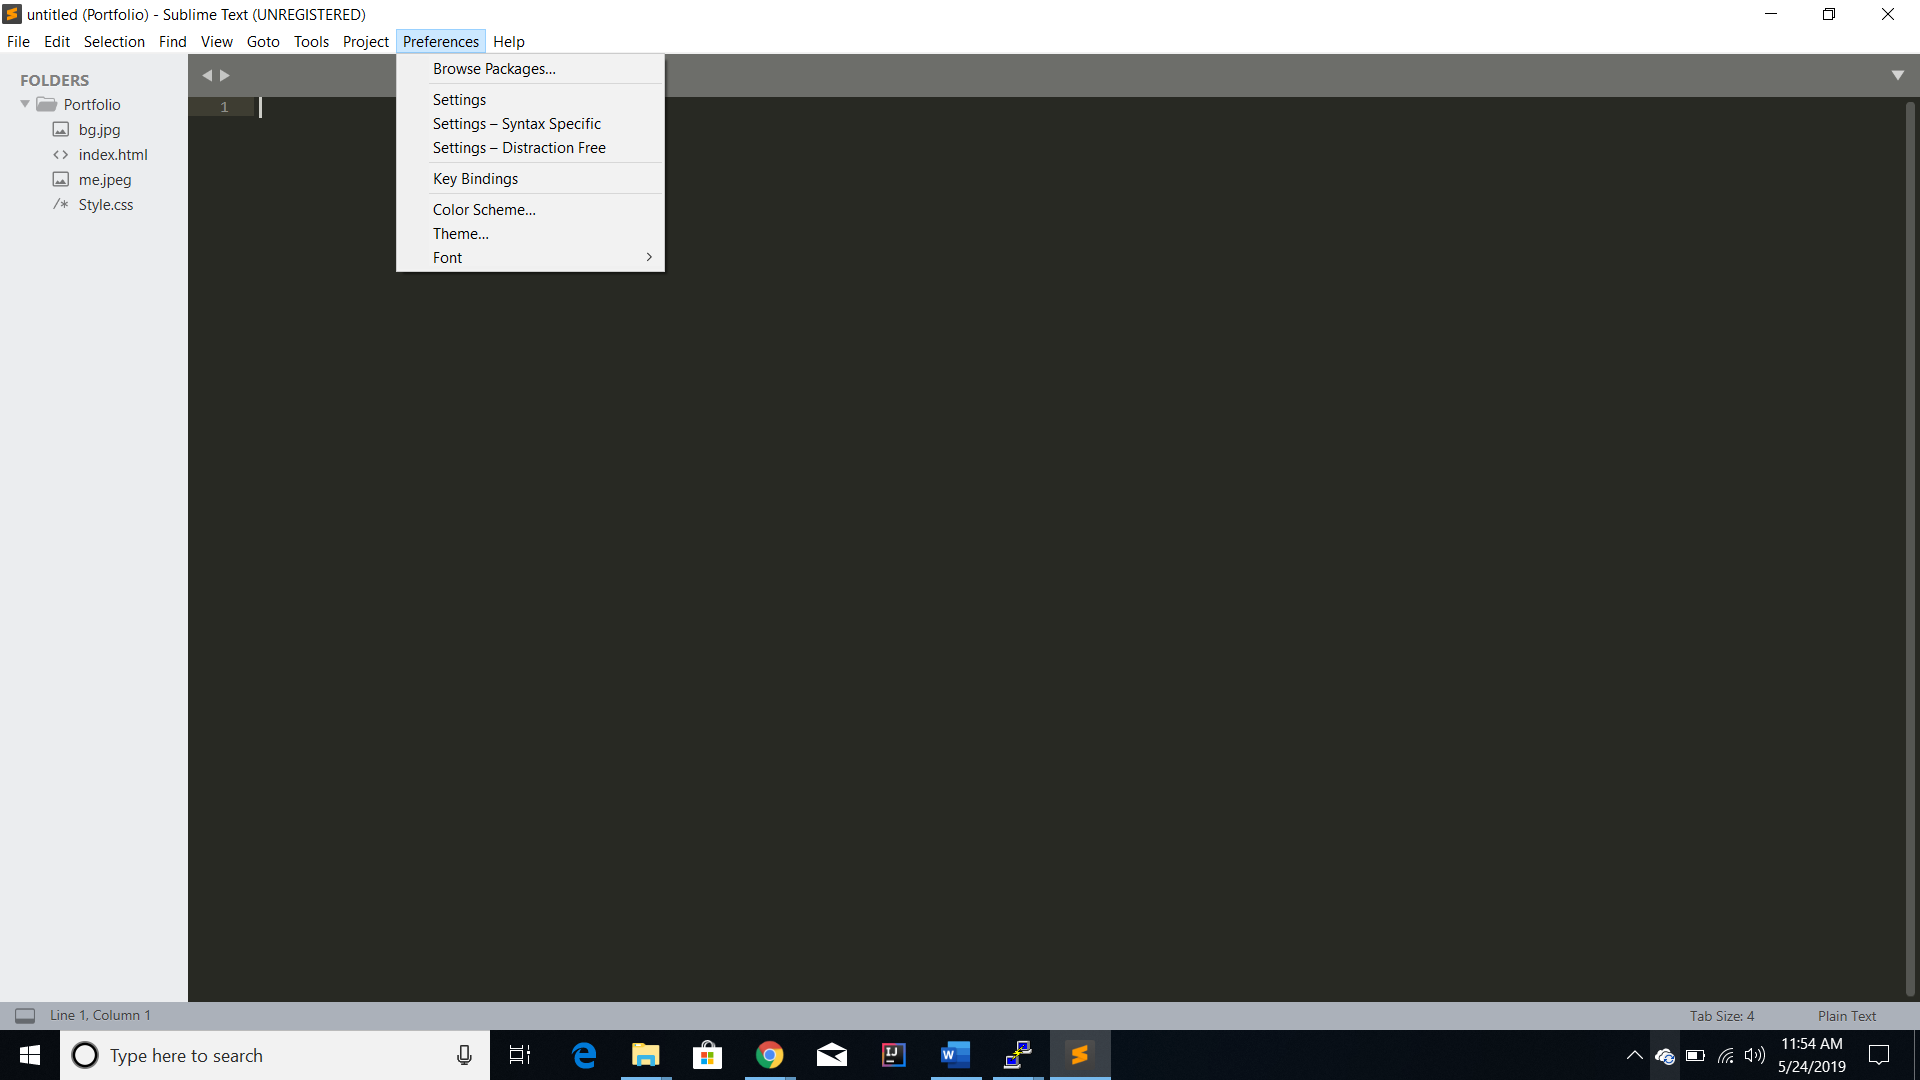 untitled (Portfolio) - Sublime Text (UNREGISTERED)
File Edit Selection Find View Goto Tools Project Preferences Help
Browse Packages...
Settings
Settings – Syntax Specific
Settings – Distraction Free
Key Bindings
Color Scheme...
Theme...
Font
FOLDERS
Portfolio
bg.jpg
<> index.html
me.jpeg
/* Style.css
1
Line 1, Column 1
Tab Size: 4
Plain Text
Type here to search
11:54 AM
5/24/2019